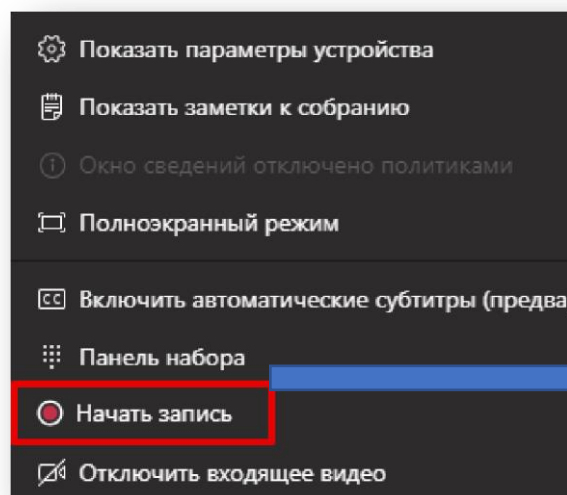 Показать параметры устройства
Показать заметки к собранию
Окно сведений отключено политиками
Полноэкранный режим
CC Включить автоматические субтитры (предва
Панель набора
Начать запись
Отключить входящее видео